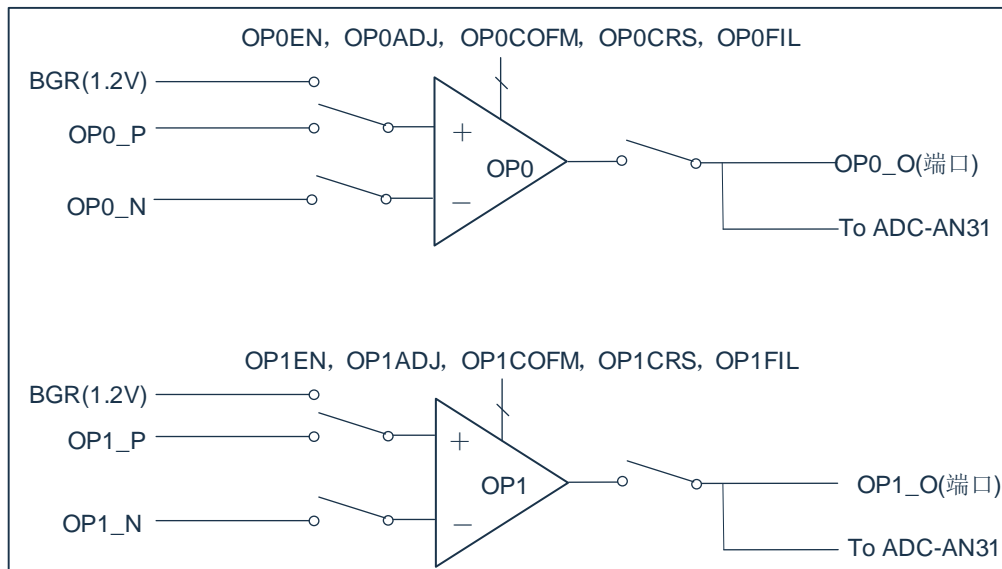 OP0EN，OP0ADJ，OP0COFM，OP0CRS，OP0FIL
BGR(1.2V)
OP0_P
+
OP0
OP0_O(端口)
OP0_N
−
To ADC-AN31
OP1EN，OP1ADJ，OP1COFM，OP1CRS，OP1FIL
BGR(1.2V)
OP1_P
+
OP1
OP1_O(端口)
OP1_N
−
To ADC-AN31